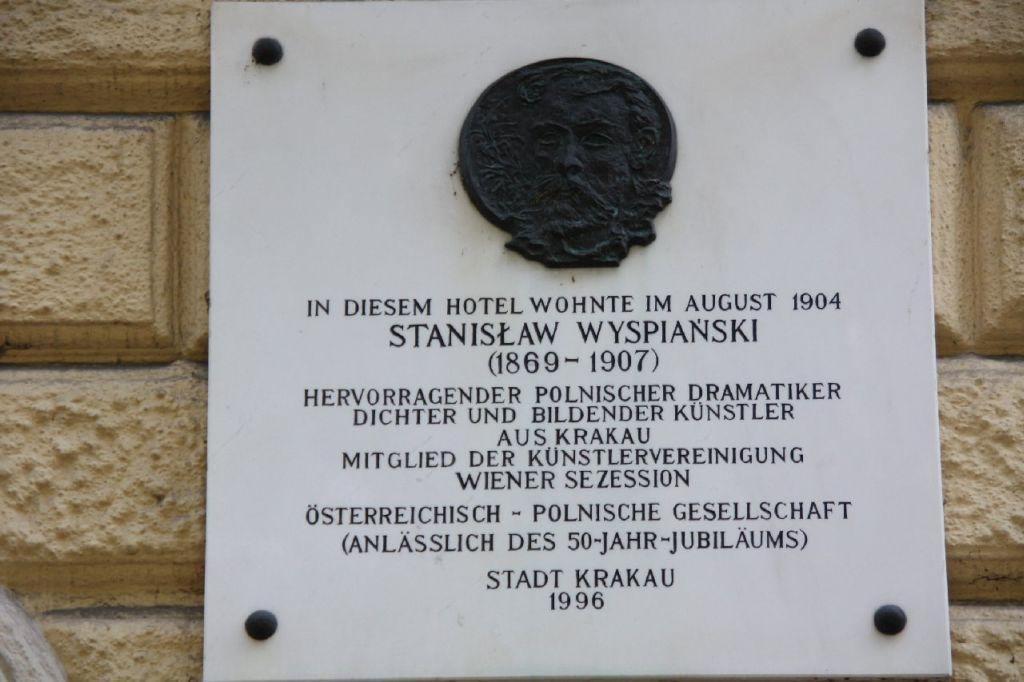 IN DIESEM HOTEL WOHNTE IM AUGUST 1904
STANISŁAW WYSPIAŃSKI
(1869-1907)
HERVORRAGENDER POLNISCHER DRAMATIKER
DICHTER UND BILDENDER KÜNSTLER
AUS KRAKAU
MITGLIED DER KÜNSTLERVEREINIGUNG
WIENER SEZESSION
ÖSTERREICHISCH - POLNISCHE GESELLSCHAFT
(ANLÄSSLICH DES 50-JAHR-JUBILÄUMS)
STADT KRAKAU
1996